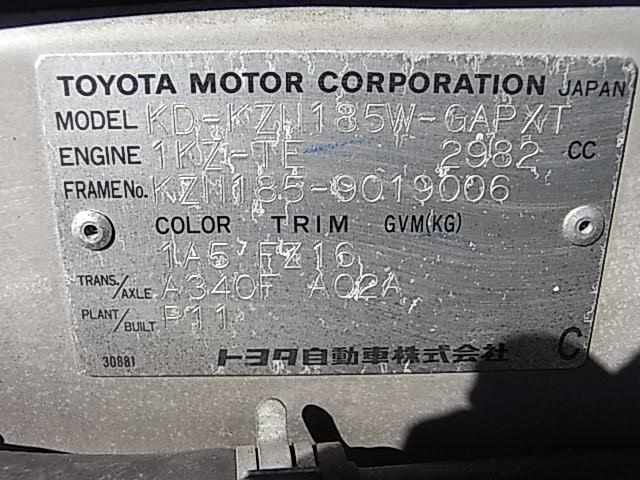 TOYOTA MOTOR CORPORATION JAPAN
MODEL KD-KZN185W-GAPXT
ENGINE 1KZ-TE 2982 CC
FRAME No. KZN185-9019006
COLOR TRIM GVM(KG)
1A5 FZ16
TRANS./AXLE A340F A02A
PLANT/BUILT P11
30881 トヨタ自動車株式会社 C